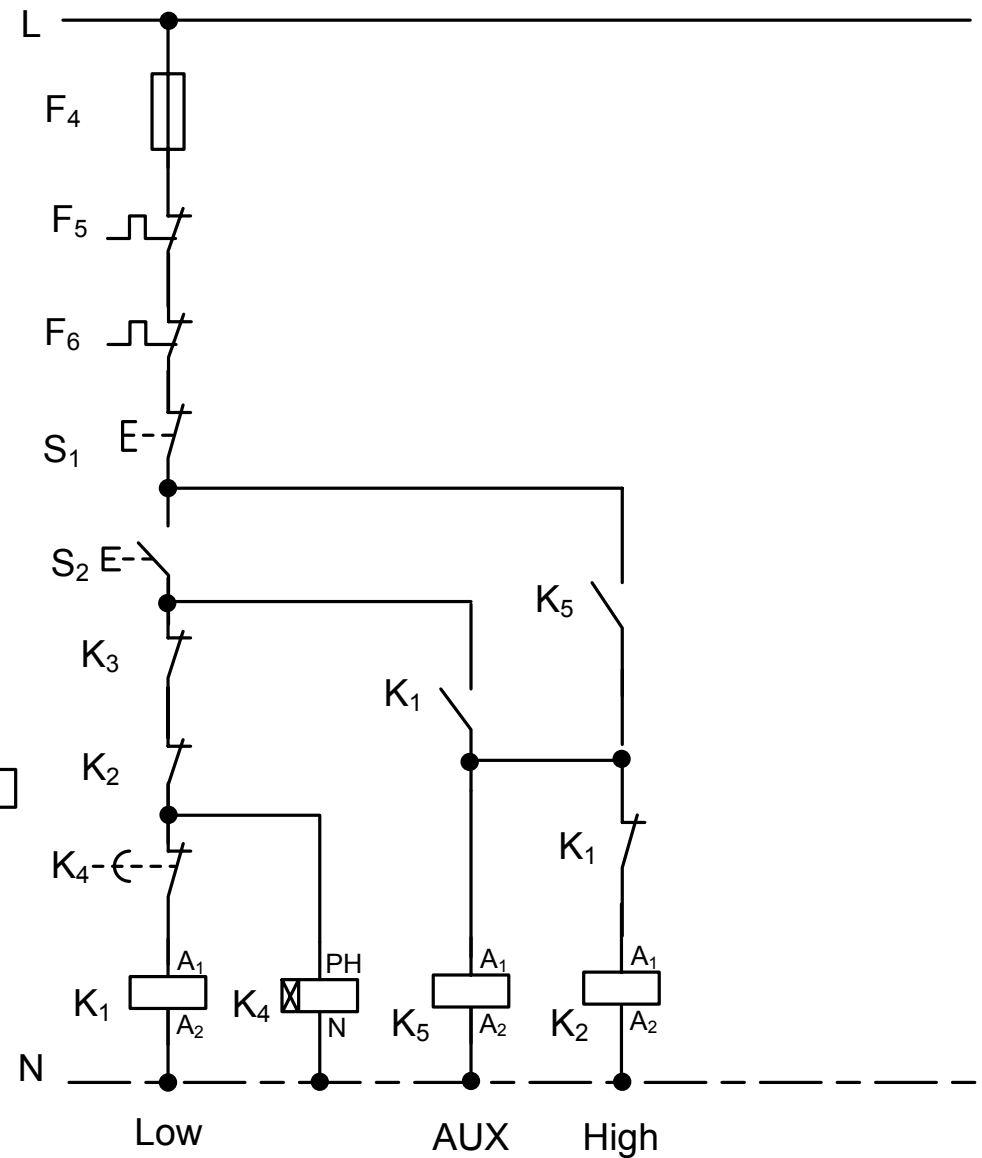 L
F₄
F₅
F₆
S₁
S₂
K₅
K₃
K₁
K₂
K₁
K₄
A₁
PH
A₁
A₁
K₁
K₄
K₅
K₂
A₂
N
A₂
A₂
N
Low
AUX
High